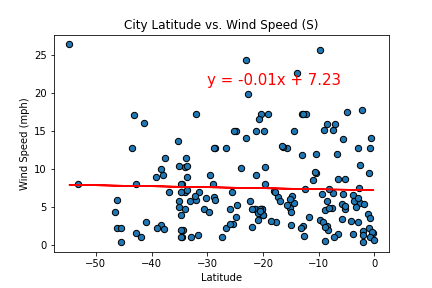 City Latitude vs. Wind Speed (S)
25
20
15
10
5
0
Wind Speed (mph)
y = -0.01x + 7.23
−50 −40 −30 −20 −10 0
Latitude